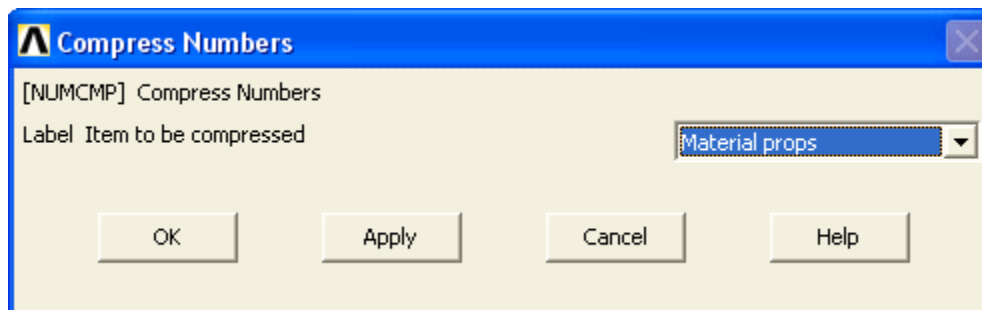 Compress Numbers
[NUMCMP] Compress Numbers
Label Item to be compressed Material props
OK Apply Cancel Help